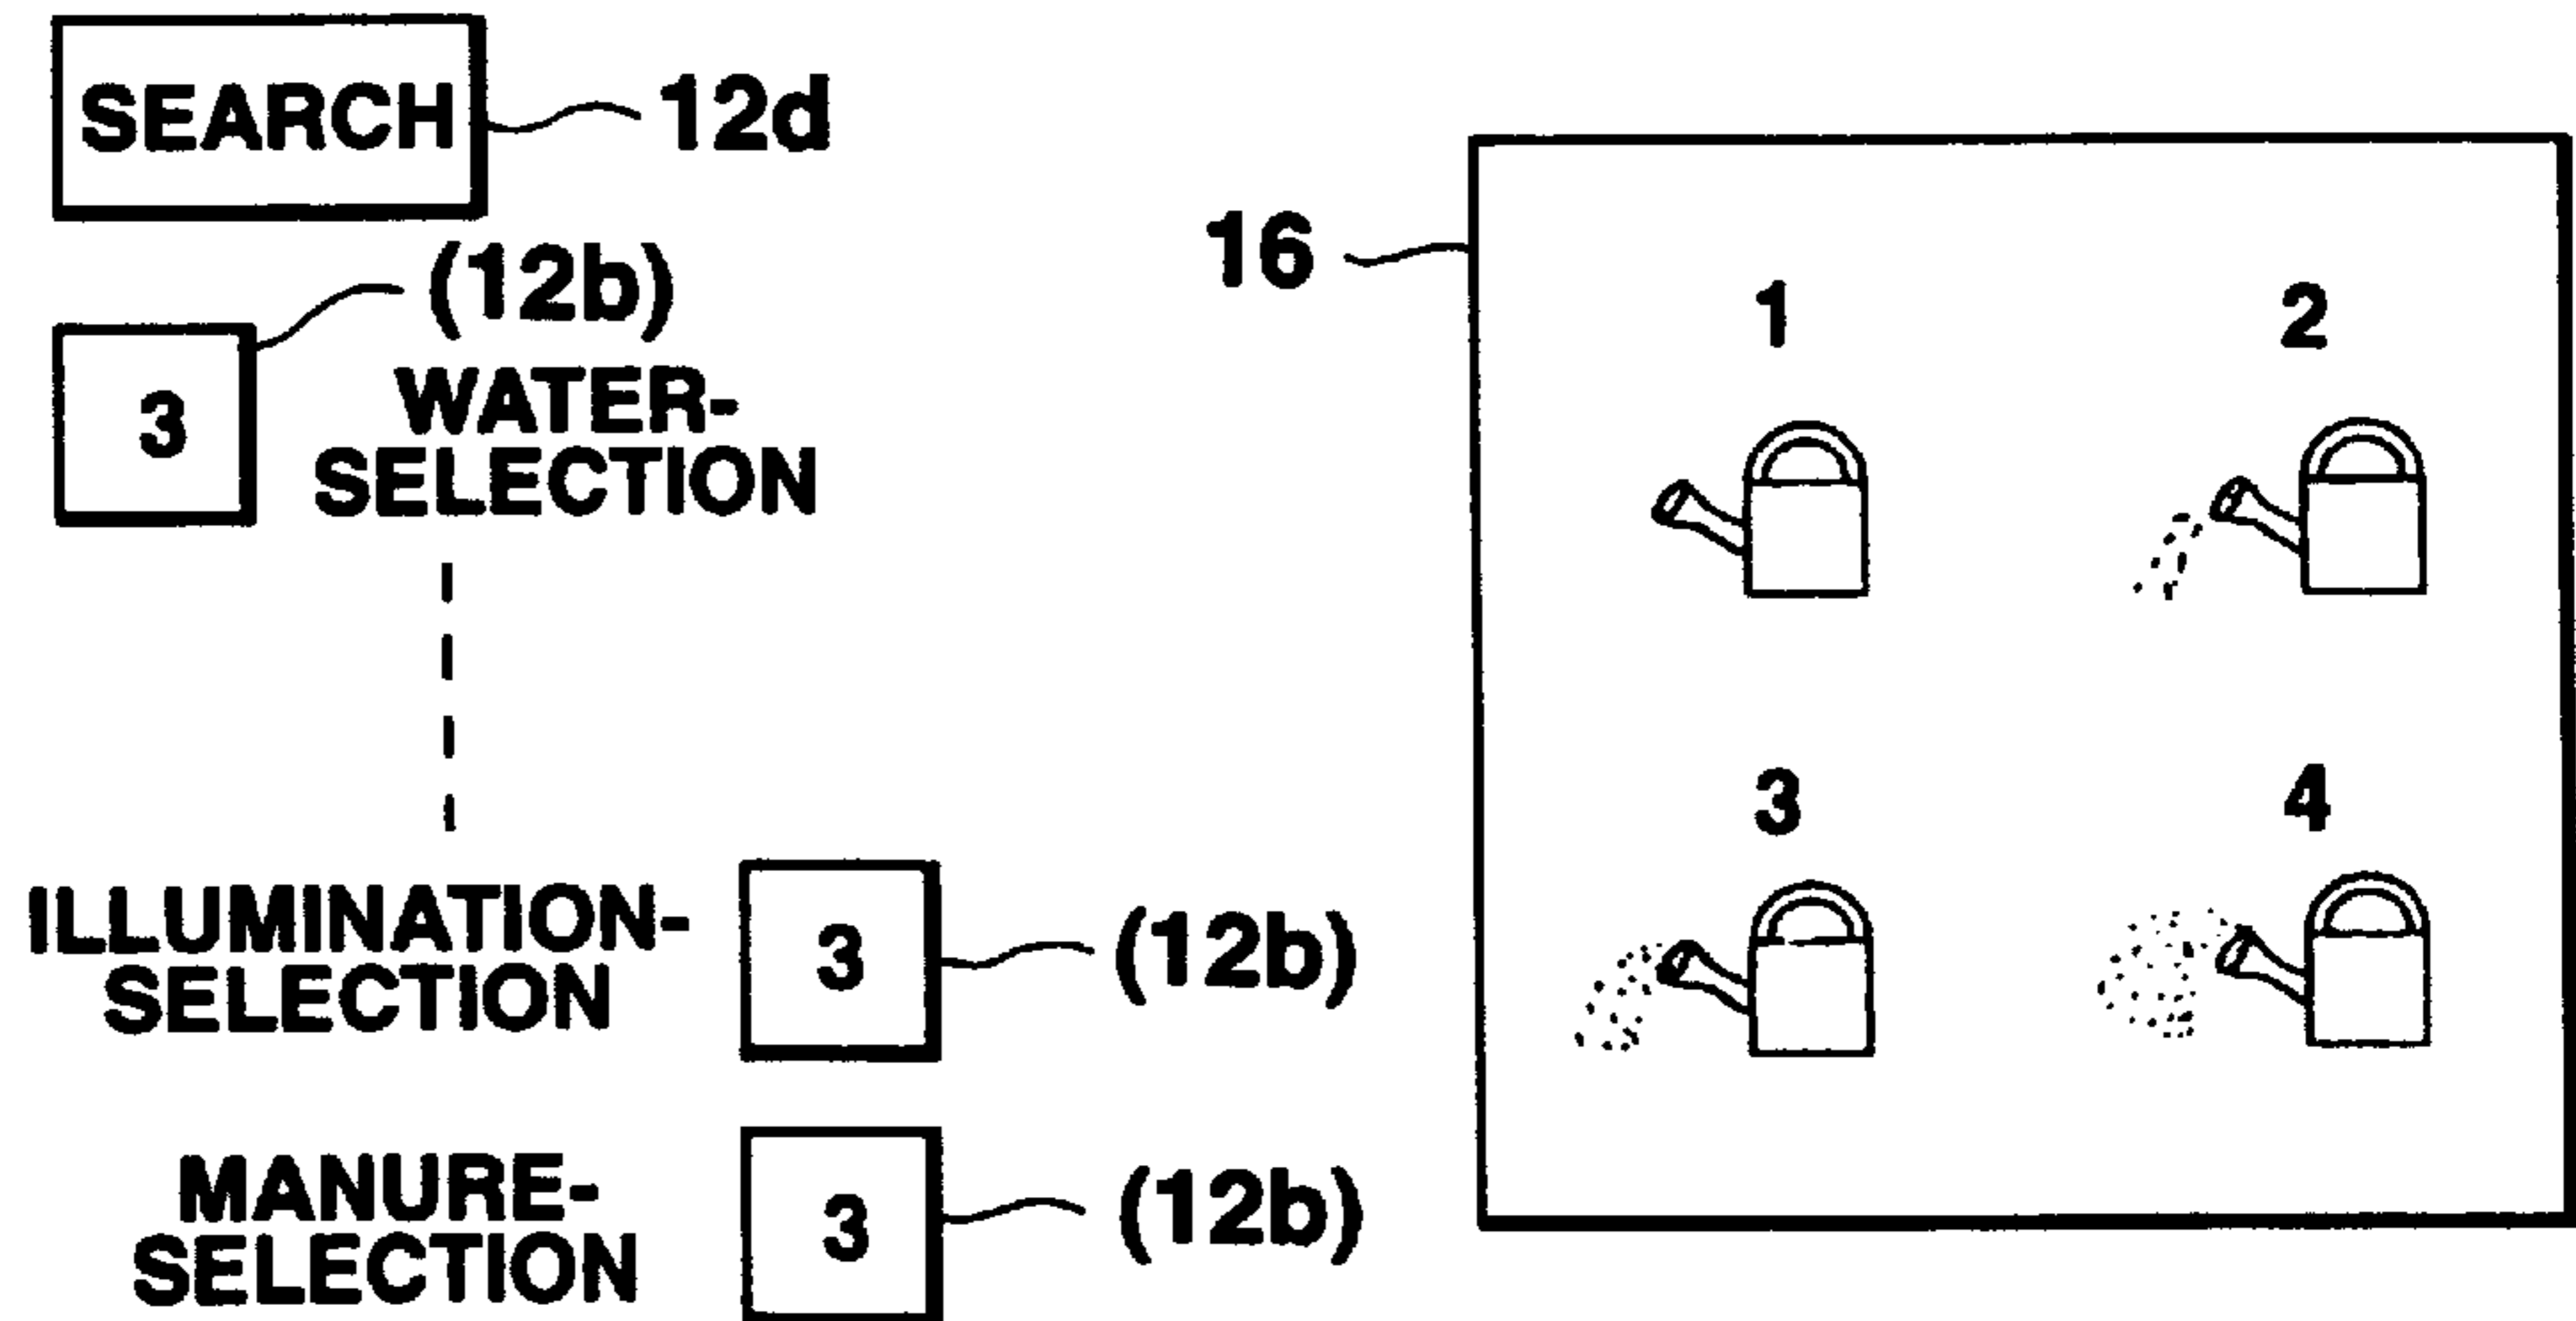 SEARCH 12d
(12b)
3 WATER-
SELECTION
ILLUMINATION-
SELECTION
3 (12b)
MANURE-
SELECTION
3 (12b)
16
1 2
3 4